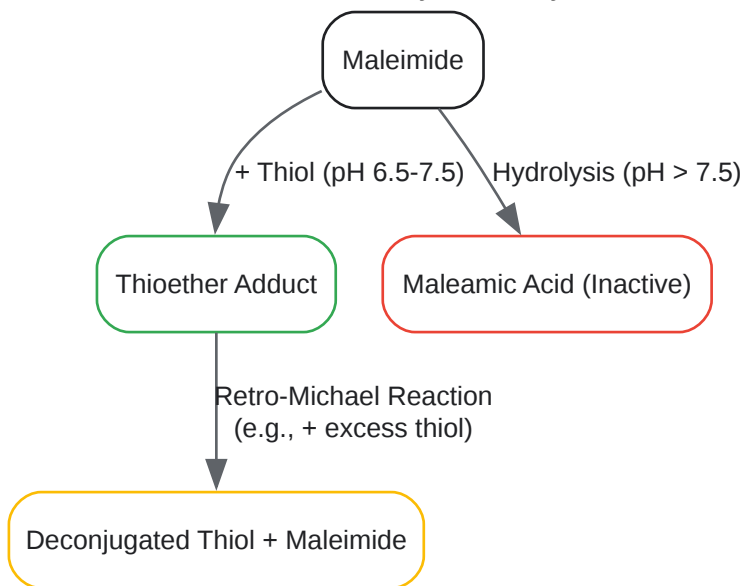 Maleimide
+ Thiol (pH 6.5-7.5)
Hydrolysis (pH > 7.5)
Thioether Adduct
Maleamic Acid (Inactive)
Retro-Michael Reaction
(e.g., + excess thiol)
Deconjugated Thiol + Maleimide